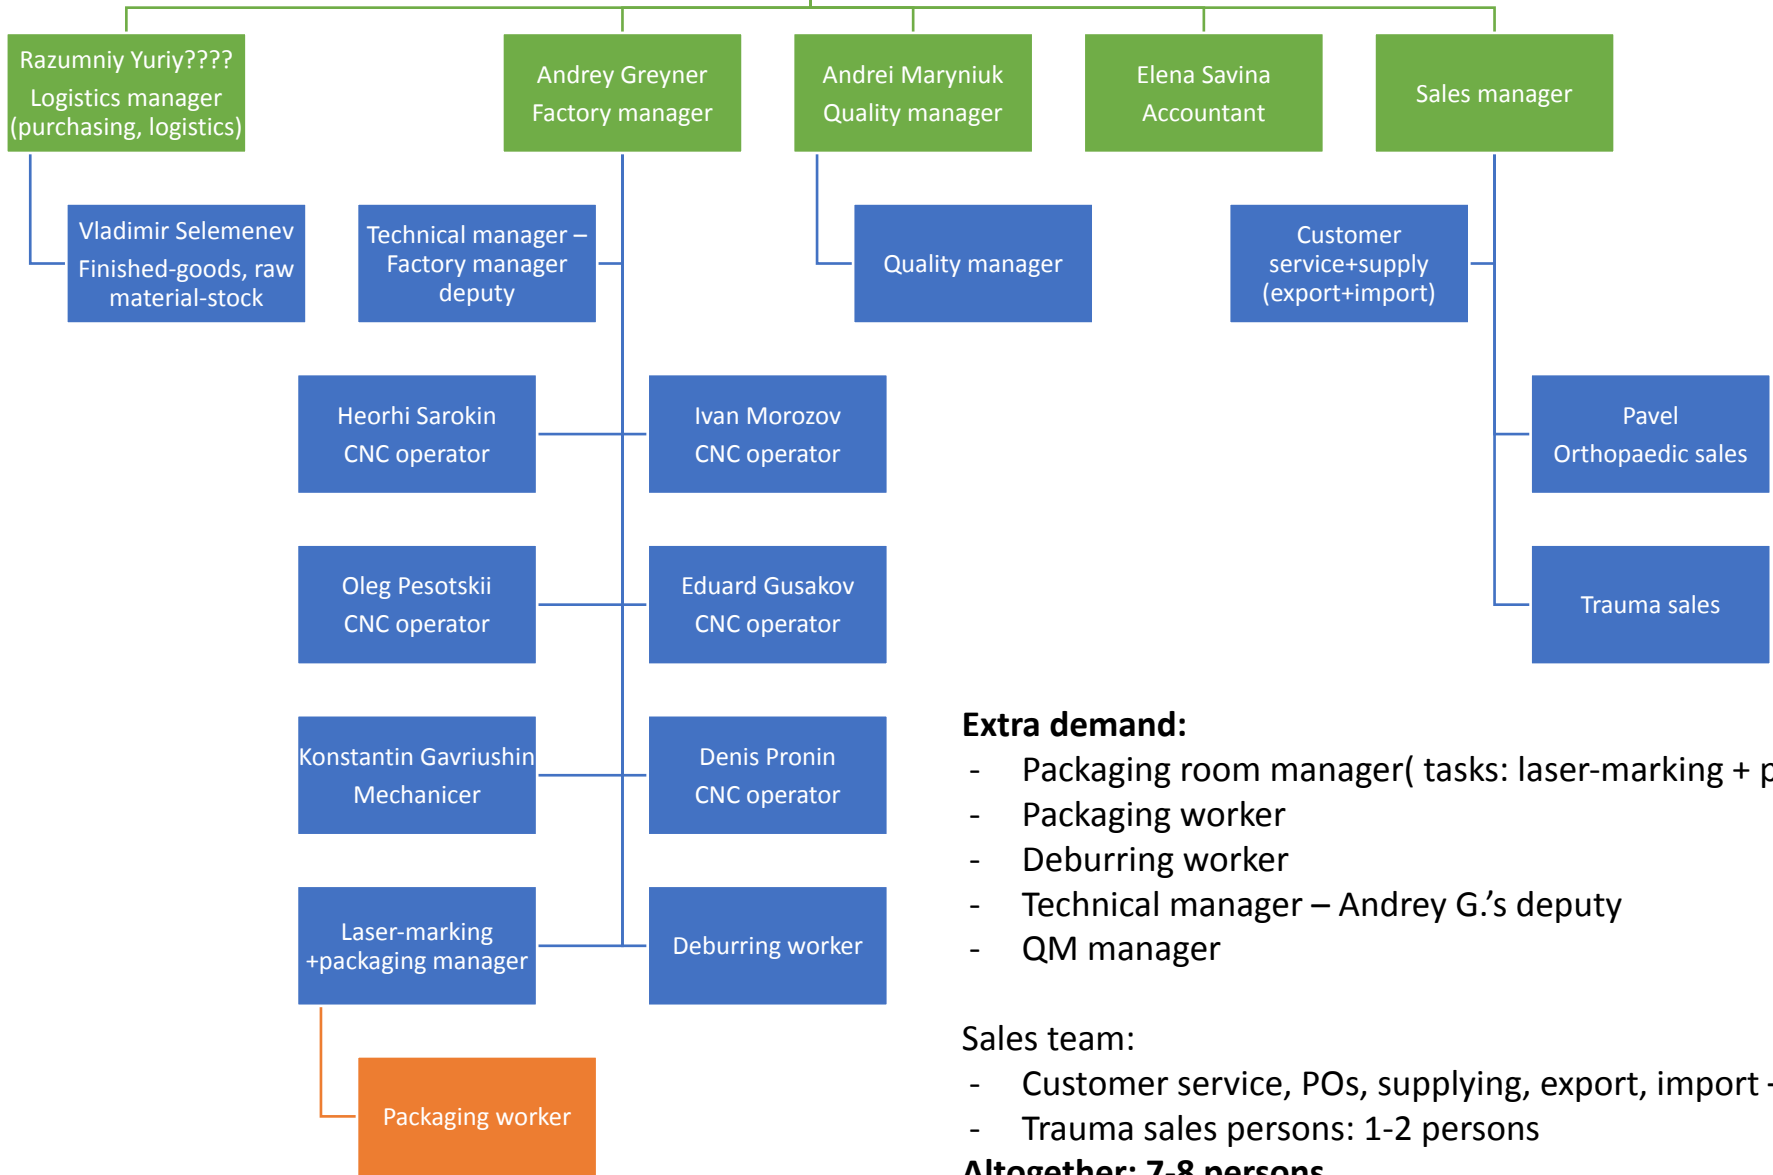 Razumniy Yuriy????
Logistics manager
(purchasing, logistics)
Andrey Greyner
Factory manager
Andrei Maryniuk
Quality manager
Elena Savina
Accountant
Sales manager
Vladimir Selemenev
Finished-goods, raw
material-stock
Technical manager –
Factory manager
deputy
Quality manager
Customer
service+supply
(export+import)
Heorhi Sarokin
CNC operator
Ivan Morozov
CNC operator
Pavel
Orthopaedic sales
Oleg Pesotskii
CNC operator
Eduard Gusakov
CNC operator
Trauma sales
Konstantin Gavriushin
Mechanicer
Denis Pronin
CNC operator
Laser-marking
+packaging manager
Deburring worker
Packaging worker
Extra demand:
- Packaging room manager( tasks: laser-marking + p
- Packaging worker
- Deburring worker
- Technical manager – Andrey G.’s deputy
- QM manager
Sales team:
- Customer service, POs, supplying, export, import -
- Trauma sales persons: 1-2 persons
Altogether: 7-8 persons